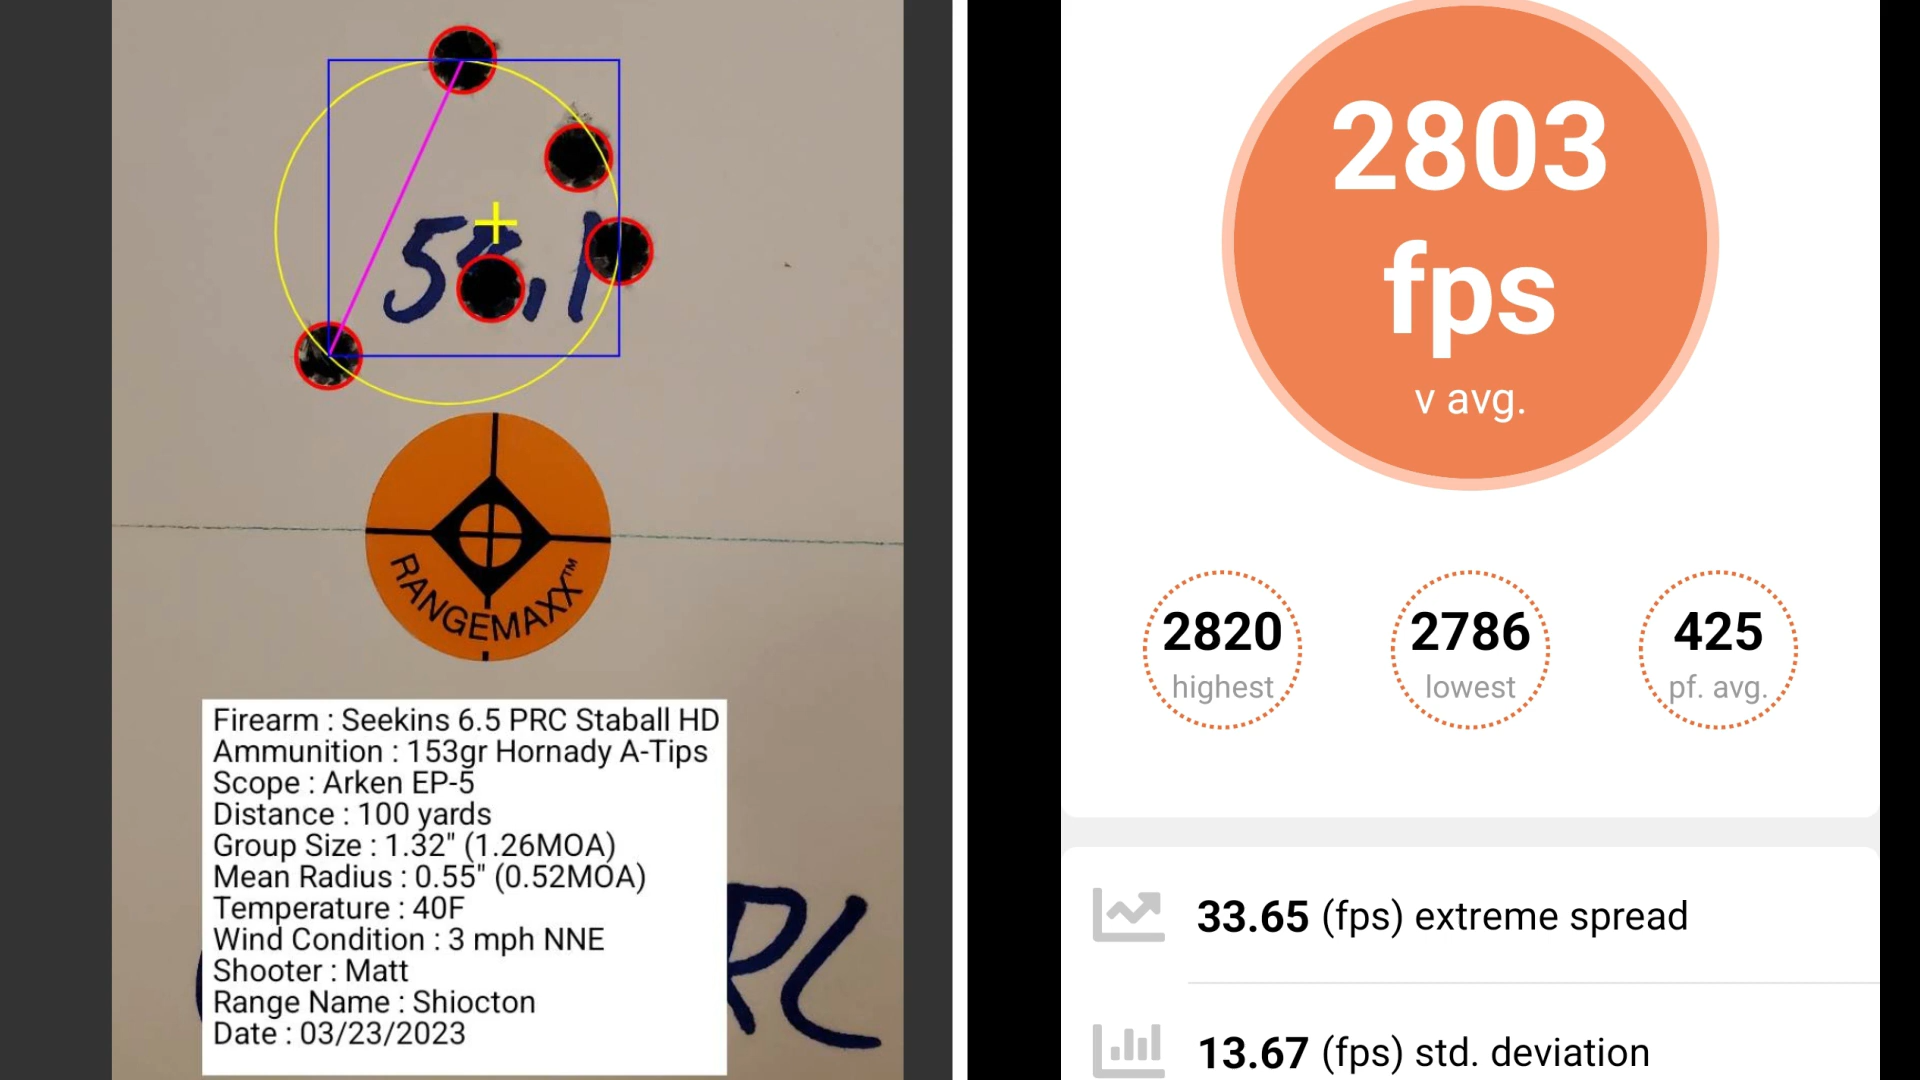 RANGEMAXX™
Firearm : Seekins 6.5 PRC Staball HD
Ammunition : 153gr Hornady A-Tips
Scope : Arken EP-5
Distance : 100 yards
Group Size : 1.32" (1.26MOA)
Mean Radius : 0.55" (0.52MOA)
Temperature : 40F
Wind Condition : 3 mph NNE
Shooter : Matt
Range Name : Shiocton
Date : 03/23/2023
2803
fps
v avg.
2820
highest
2786
lowest
425
pf. avg.
33.65 (fps) extreme spread
13.67 (fps) std. deviation